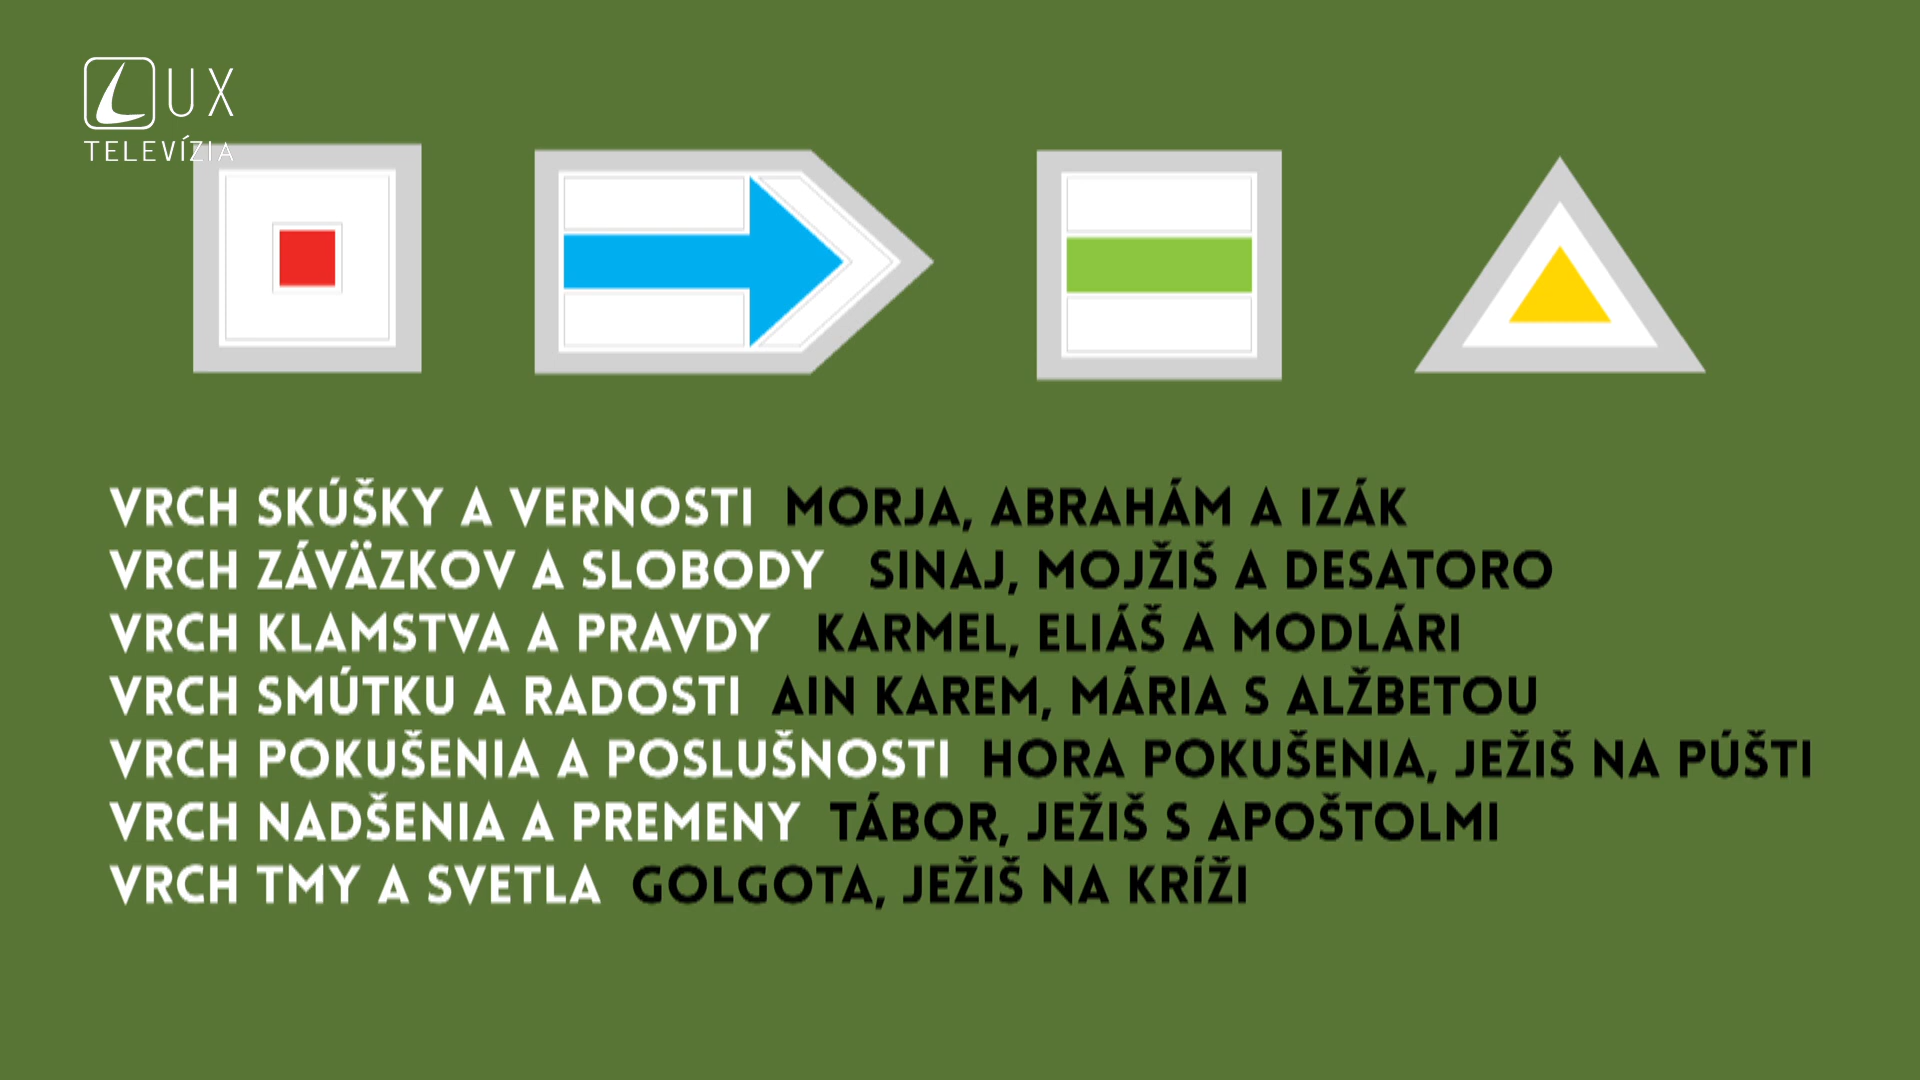 LUX
TELEVÍZIA
VRCH SKÚŠKY A VERNOSTI MORJA, ABRAHÁM A IZÁK
VRCH ZÁVÄZKOV A SLOBODY SINAJ, MOJŽIŠ A DESATORO
VRCH KLAMSTVA A PRAVDY KARMEL, ELIÁŠ A MODLÁRI
VRCH SMÚTKU A RADOSTI AIN KAREM, MÁRIA S ALŽBETOU
VRCH POKUŠENIA A POSLUŠNOSTI HORA POKUŠENIA, JEŽIŠ NA PÚŠTI
VRCH NADŠENIA A PREMENY TÁBOR, JEŽIŠ S APOŠTOLMI
VRCH TMY A SVETLA GOLGOTA, JEŽIŠ NA KRÍŽI